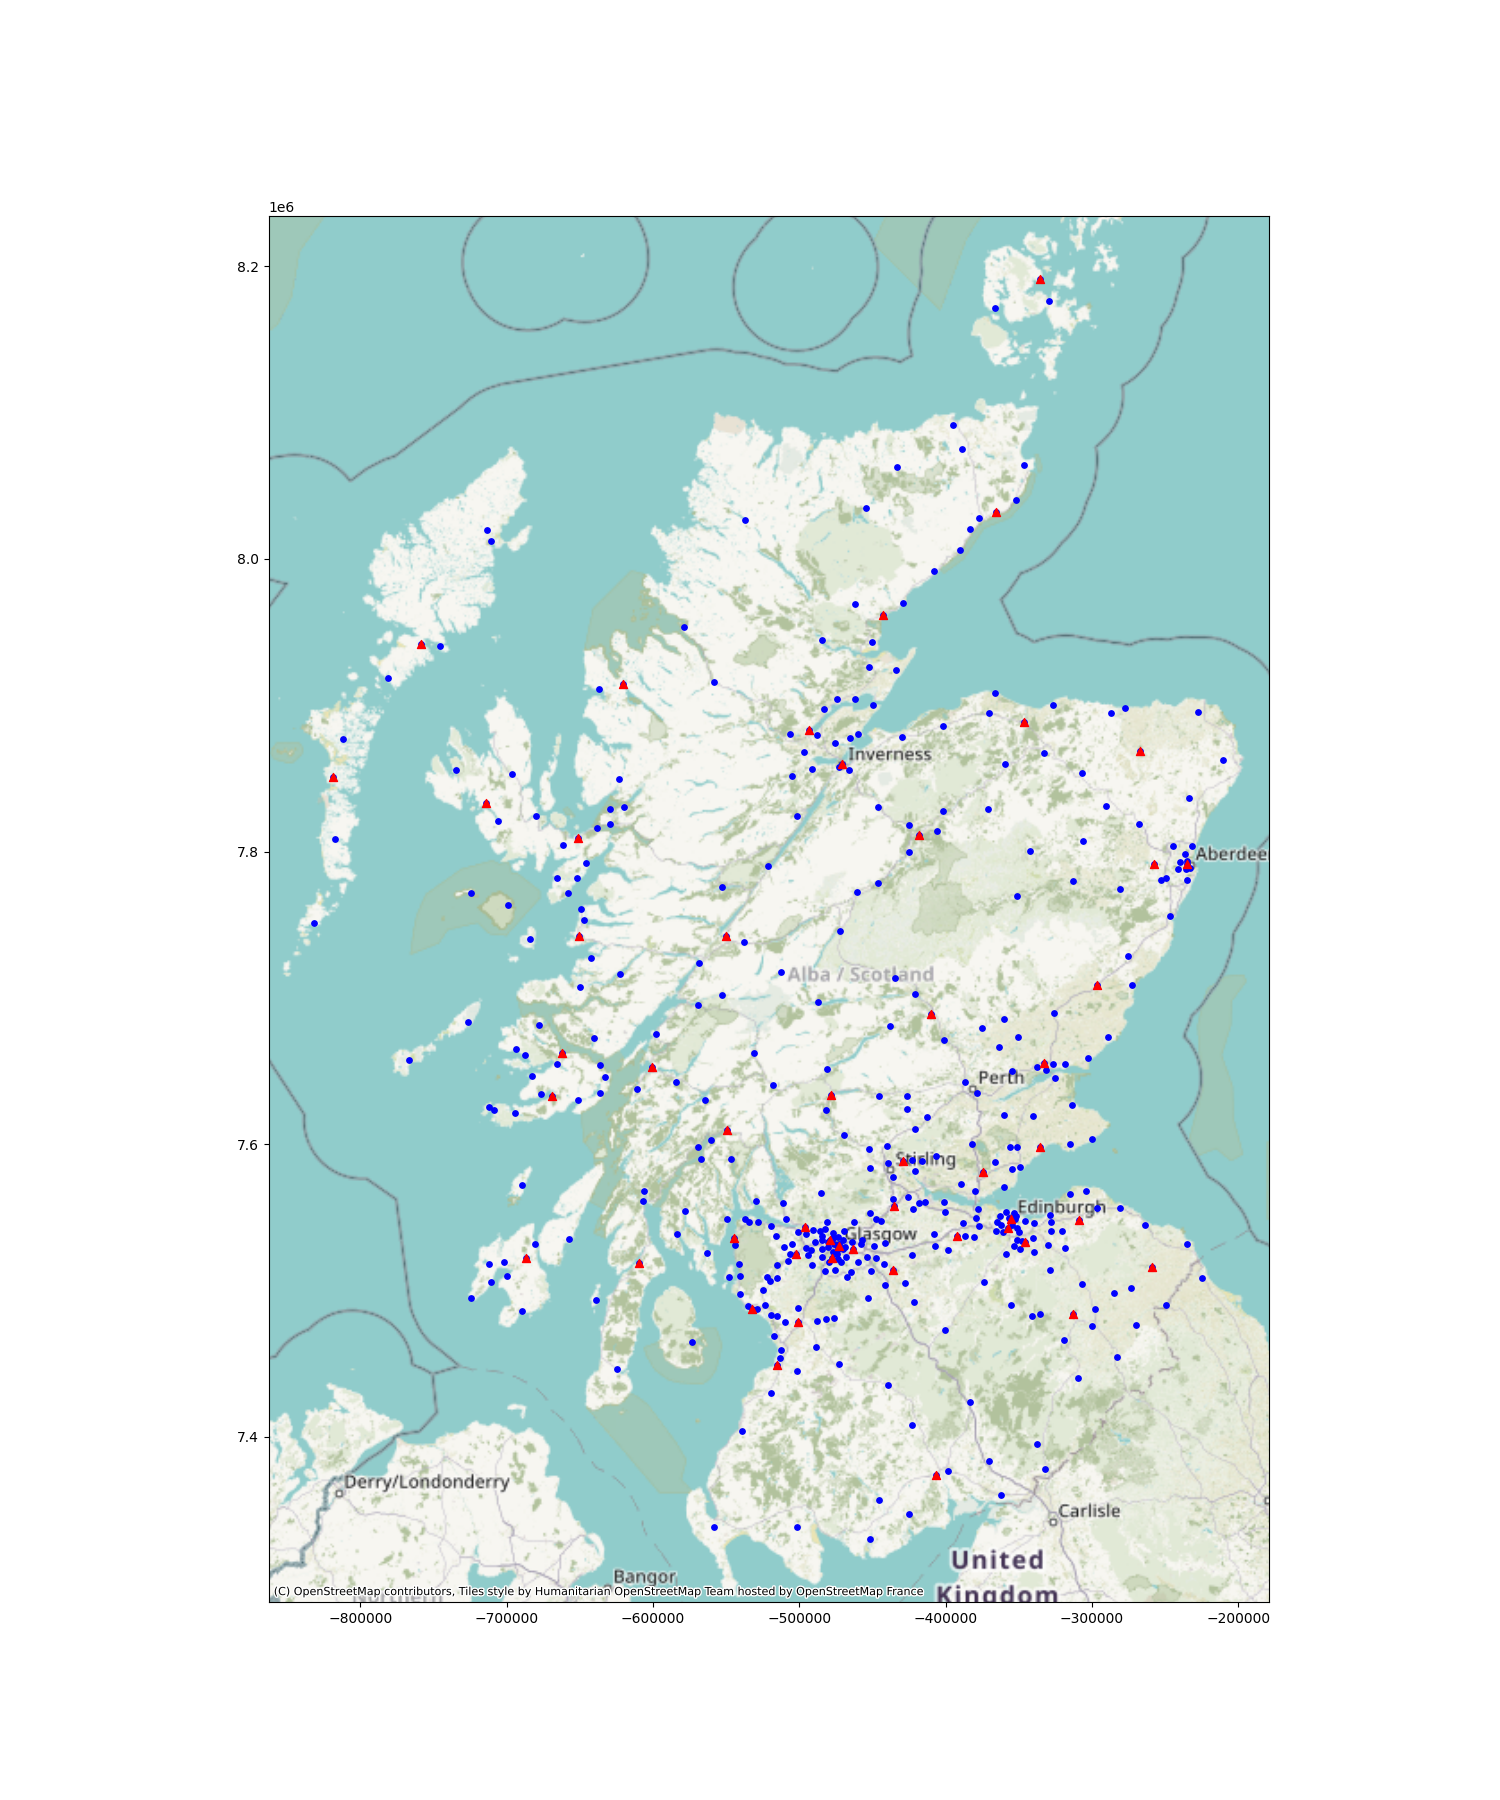 1e6
8.2
8.0
Inverness
7.8
Aberdee
Alba / Scotland
Perth
7.6
Stirling
Edinburgh
Glasgow
7.4
Derry/Londonderry
Carlisle
United
Kingdom
Bangor
(C) OpenStreetMap contributors, Tiles style by Humanitarian OpenStreetMap Team hosted by OpenStreetMap France
Northern
−800000 −700000 −600000 −500000 −400000 −300000 −200000